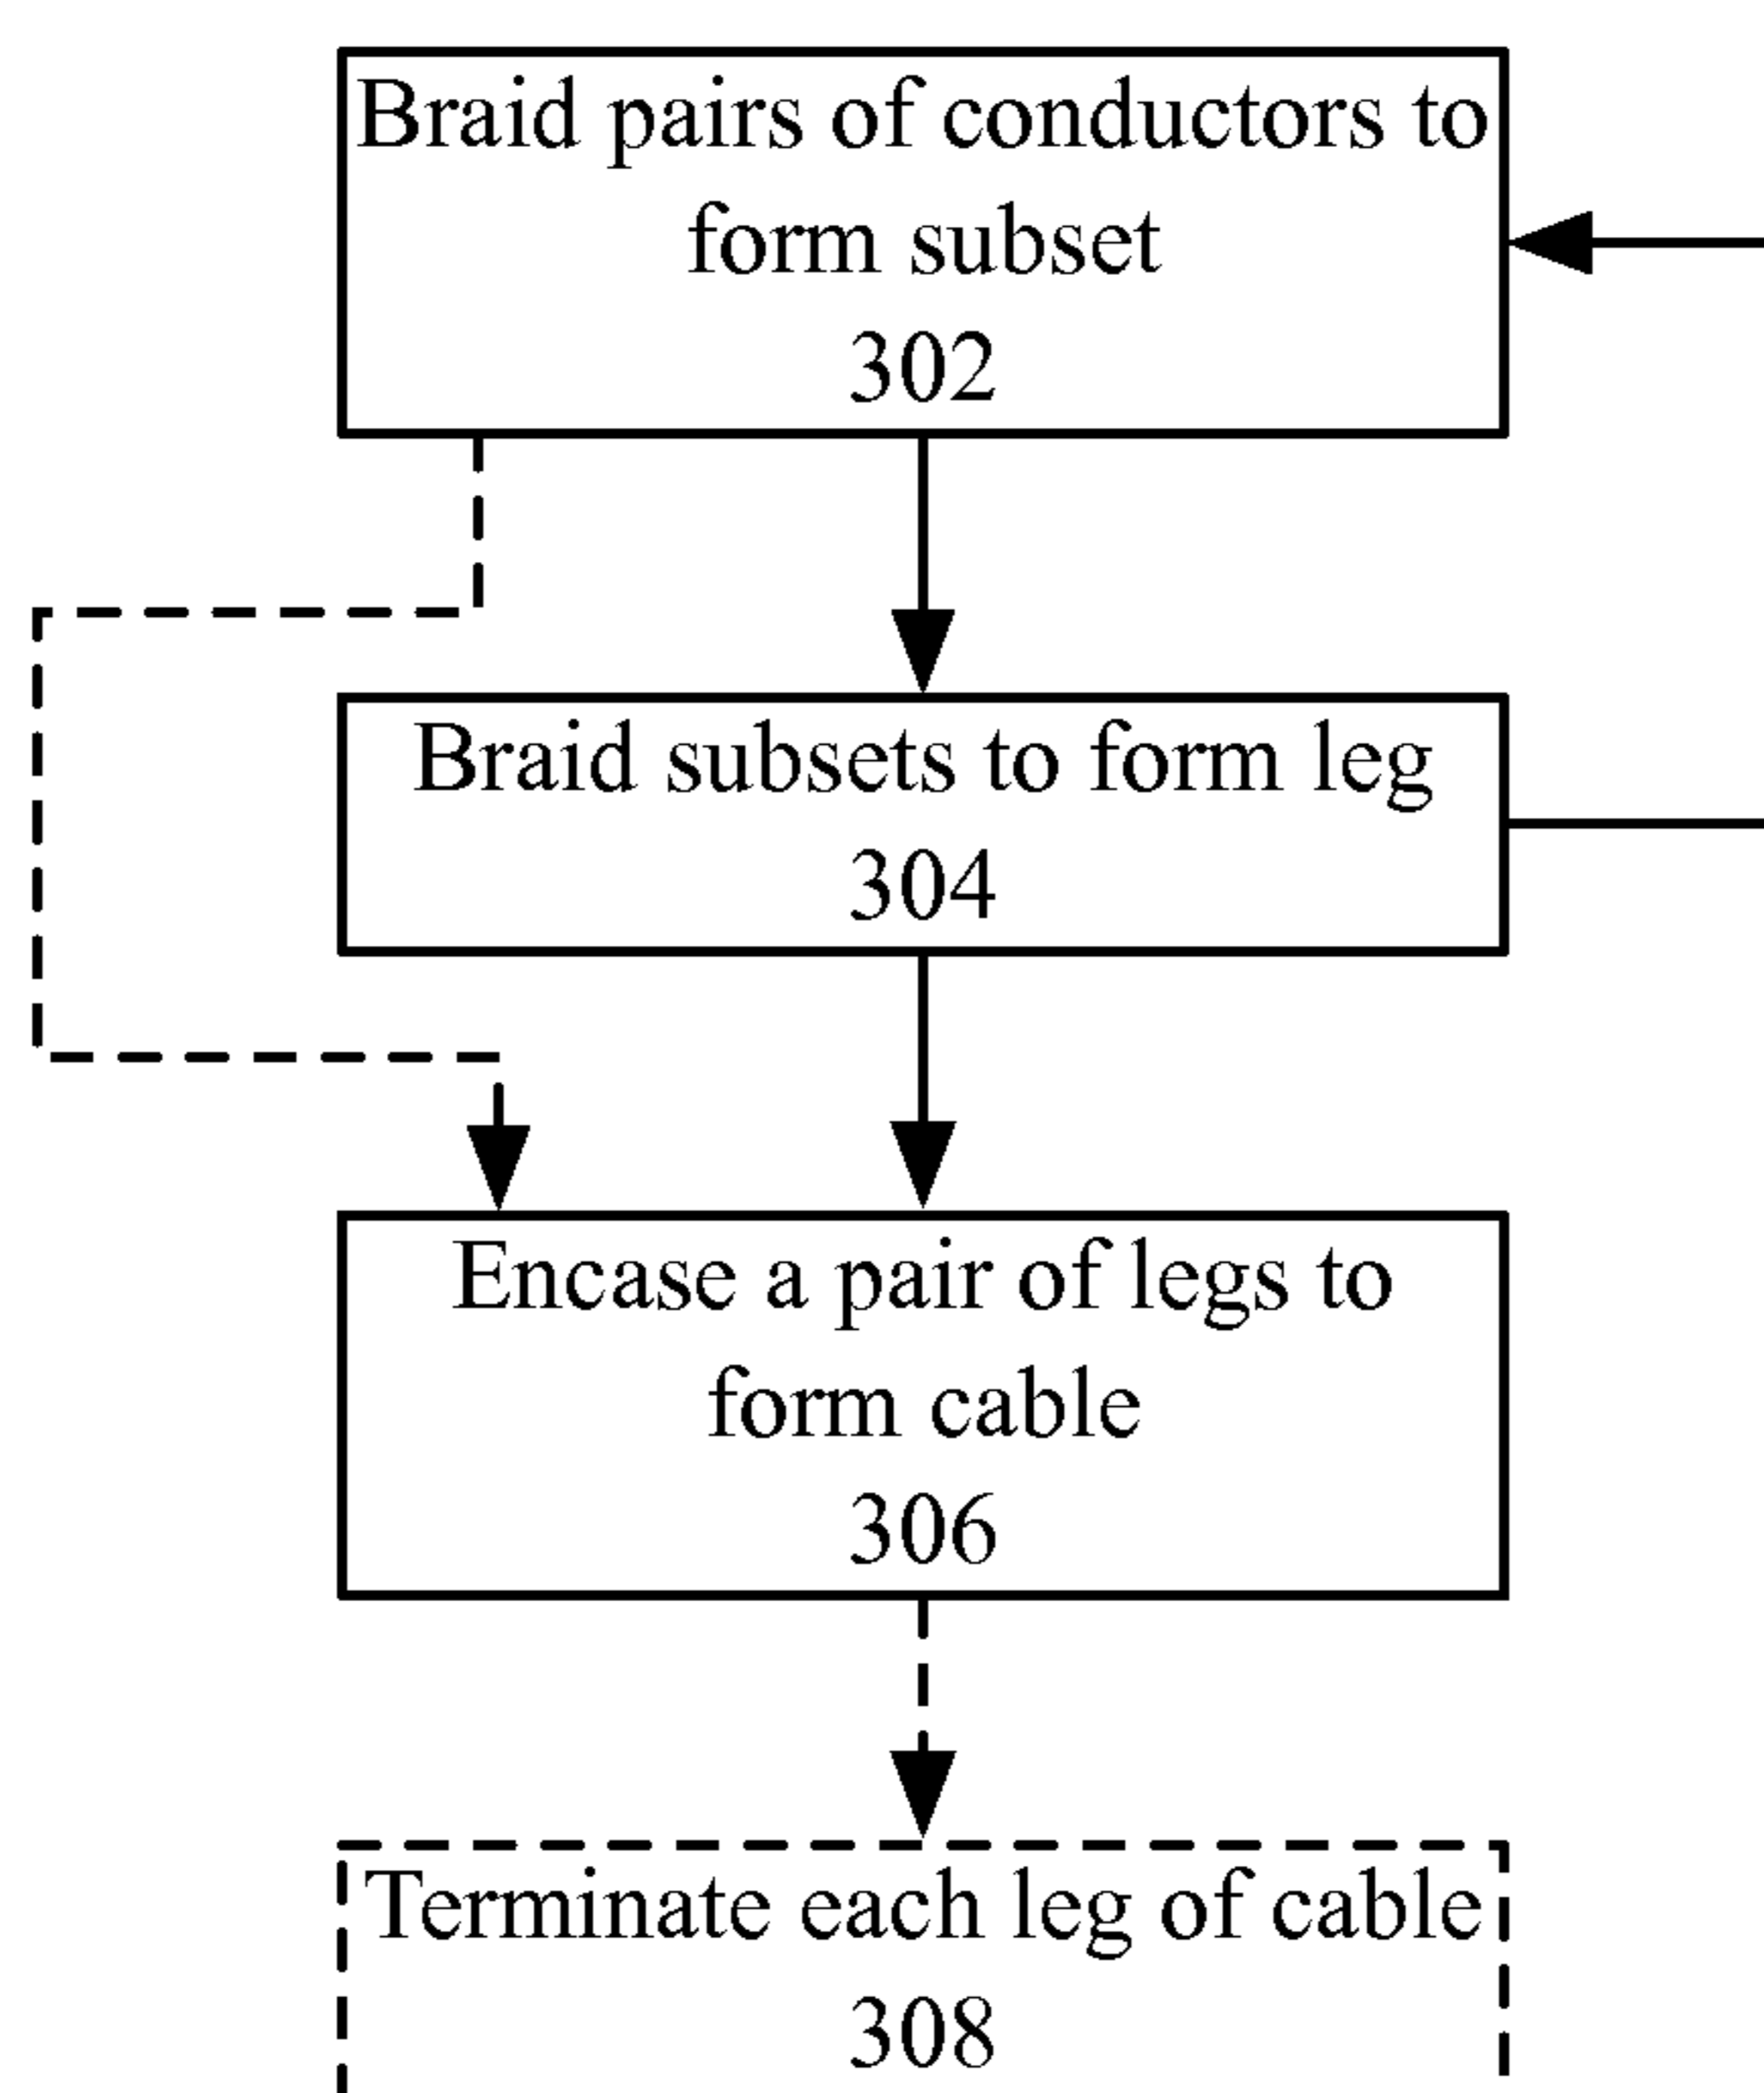 Braid pairs of conductors to
form subset
302
Braid subsets to form leg
304
Encase a pair of legs to
form cable
306
Terminate each leg of cable
308